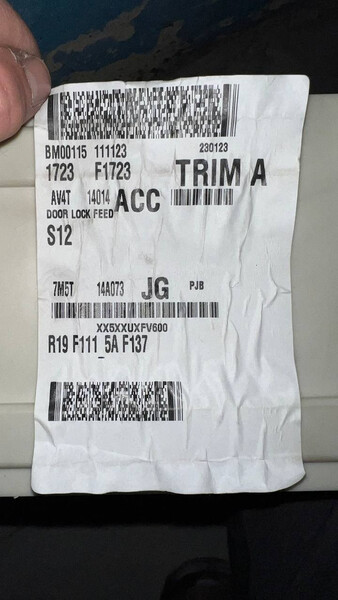 BM00115 111123 230123
1723 F1723 TRIM A
AV4T 14014 ACC
DOOR LOCK FEED
S12
7M5T 14A073 JG PJB
XX5XXUXFV600
R19 F111_5A F137